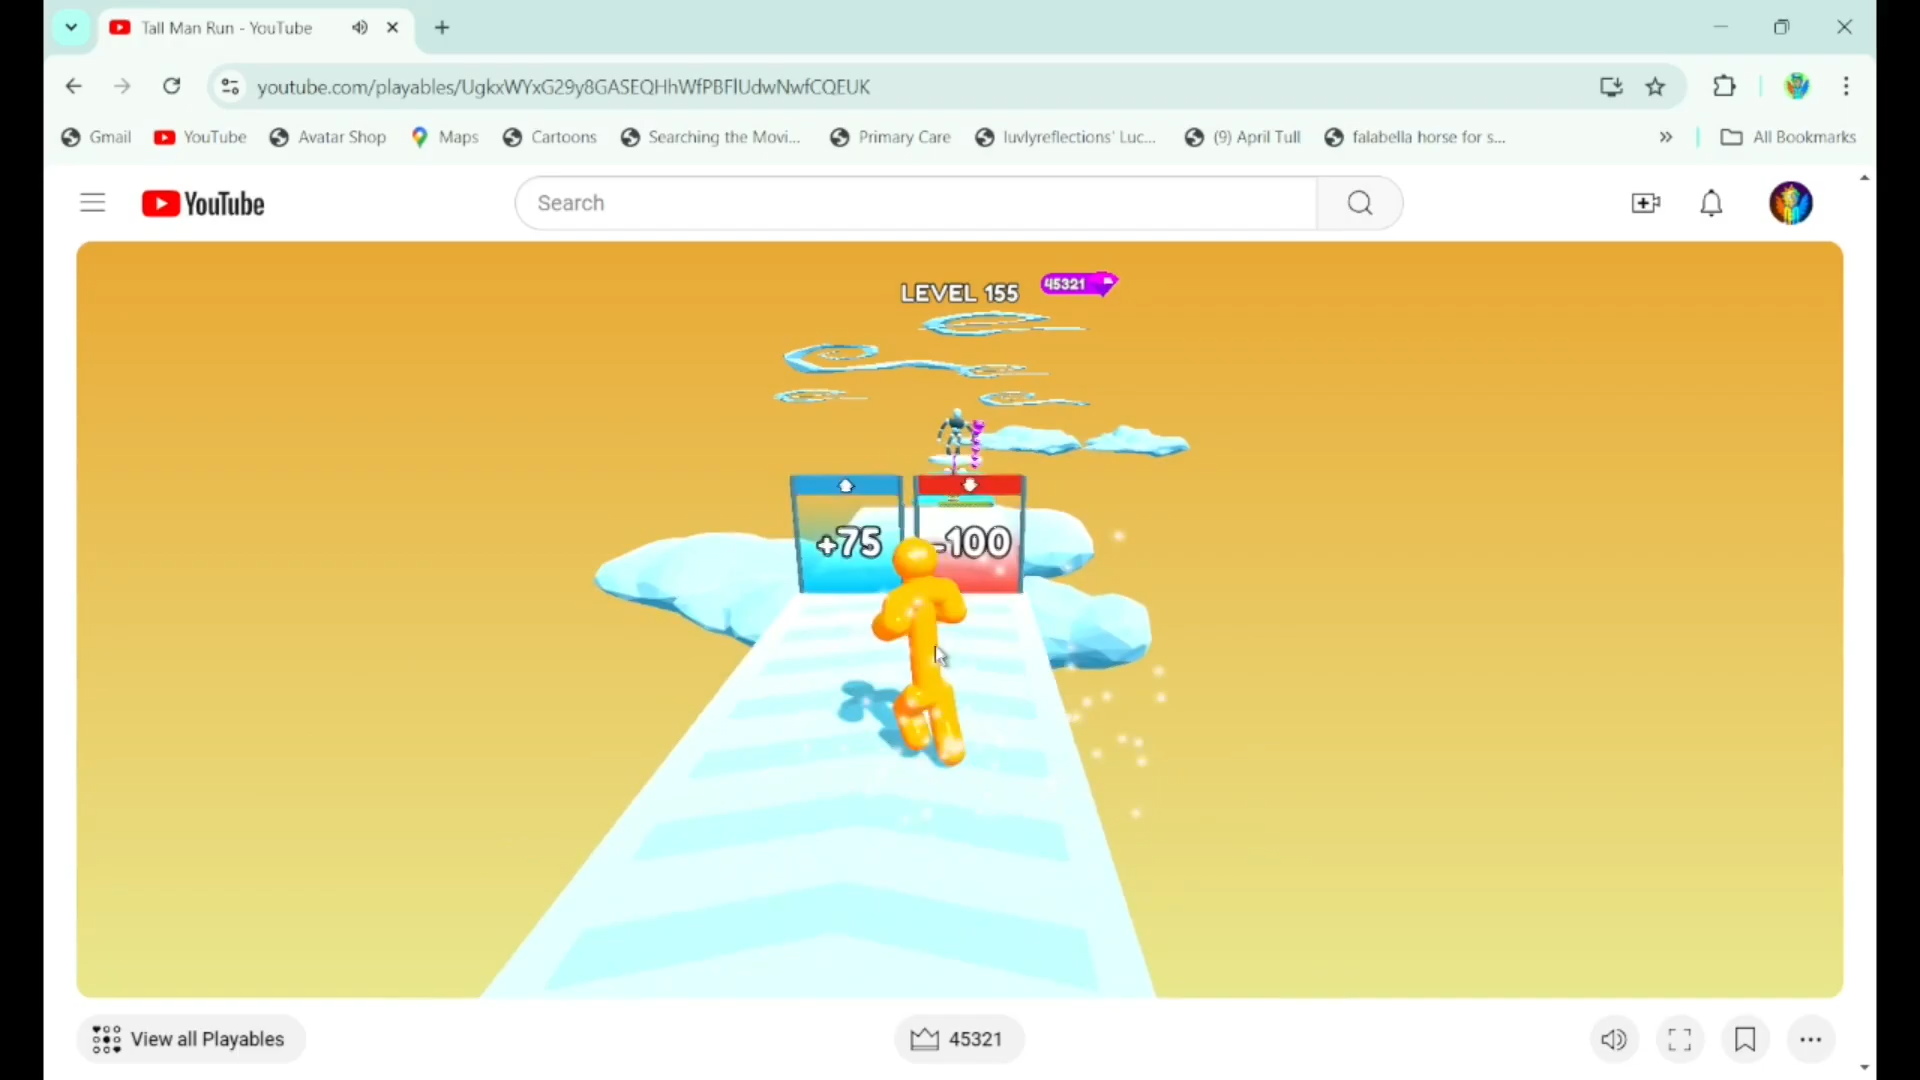 Tall Man Run - YouTube
youtube.com/playables/UgkxWYxG29y8GASEQHhWfPBFlUdwNwfCQEUK
Gmail YouTube Avatar Shop Maps Cartoons Searching the Movi... Primary Care luvlyreflections' Luc... (9) April Tull falabella horse for s... » All Bookmarks
YouTube Search
LEVEL 155 45321
+75 -100
View all Playables 45321